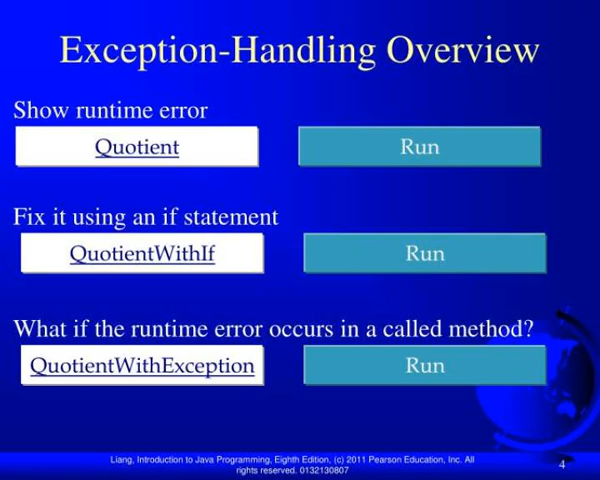 Exception-Handling Overview
Show runtime error
Quotient
Run
Fix it using an if statement
QuotientWithIf
Run
What if the runtime error occurs in a called method?
QuotientWithException
Run
Liang, Introduction to Java Programming, Eighth Edition, (c) 2011 Pearson Education, Inc. All
rights reserved. 0132130807
4